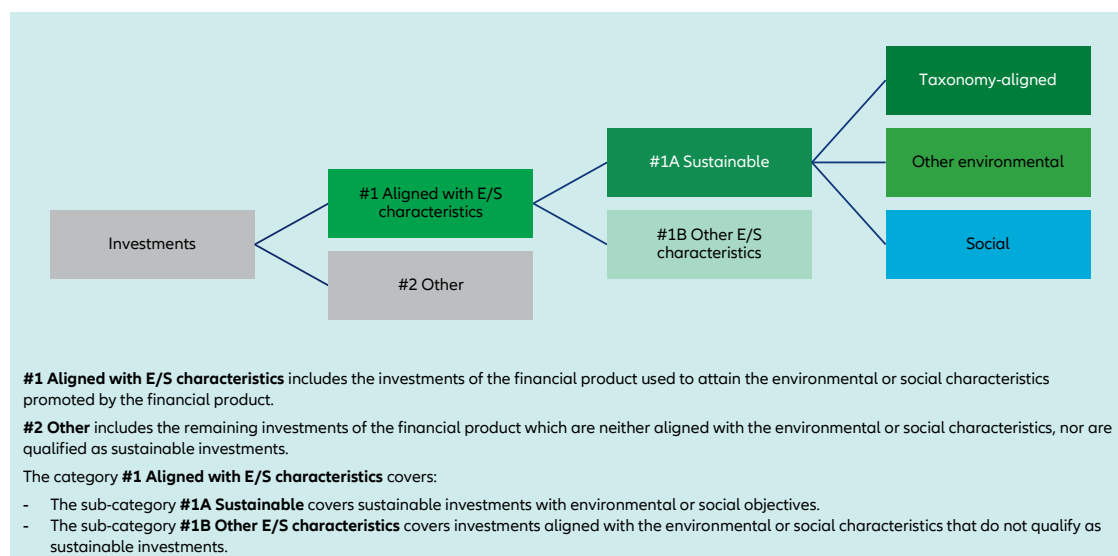 Taxonomy-aligned
#1A Sustainable
Other environmental
#1 Aligned with E/S
characteristics
#1B Other E/S
characteristics
Investments
Social
#2 Other
#1 Aligned with E/S characteristics includes the investments of the financial product used to attain the environmental or social characteristics
promoted by the financial product.
#2 Other includes the remaining investments of the financial product which are neither aligned with the environmental or social characteristics, nor are
qualified as sustainable investments.
The category #1 Aligned with E/S characteristics covers:
- The sub-category #1A Sustainable covers sustainable investments with environmental or social objectives.
- The sub-category #1B Other E/S characteristics covers investments aligned with the environmental or social characteristics that do not qualify as
sustainable investments.